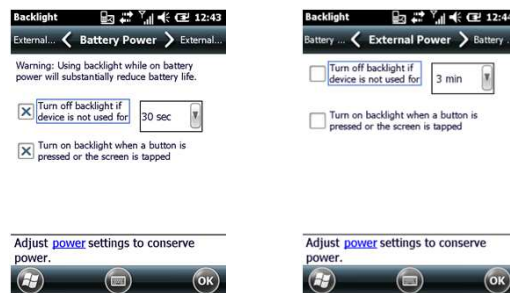 Backlight 12:43
External... Battery Power External...
Warning: Using backlight while on battery
power will substantially reduce battery life.
Turn off backlight if
device is not used for 30 sec
Turn on backlight when a button is
pressed or the screen is tapped
Adjust power settings to conserve
power.
OK
Backlight 12:44
Battery ... External Power Battery ..
Turn off backlight if
device is not used for 3 min
Turn on backlight when a button is
pressed or the screen is tapped
Adjust power settings to conserve
power.
OK